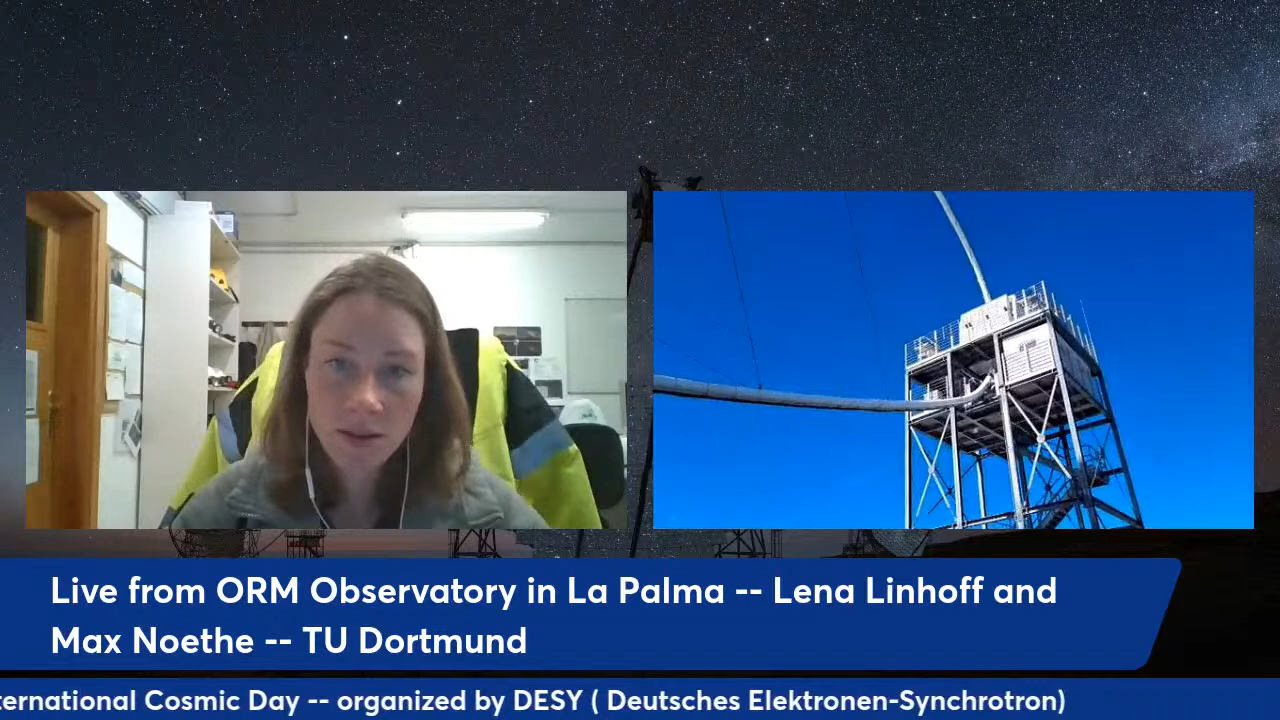 Live from ORM Observatory in La Palma -- Lena Linhoff and
Max Noethe -- TU Dortmund
ternational Cosmic Day -- organized by DESY ( Deutsches Elektronen-Synchrotron)